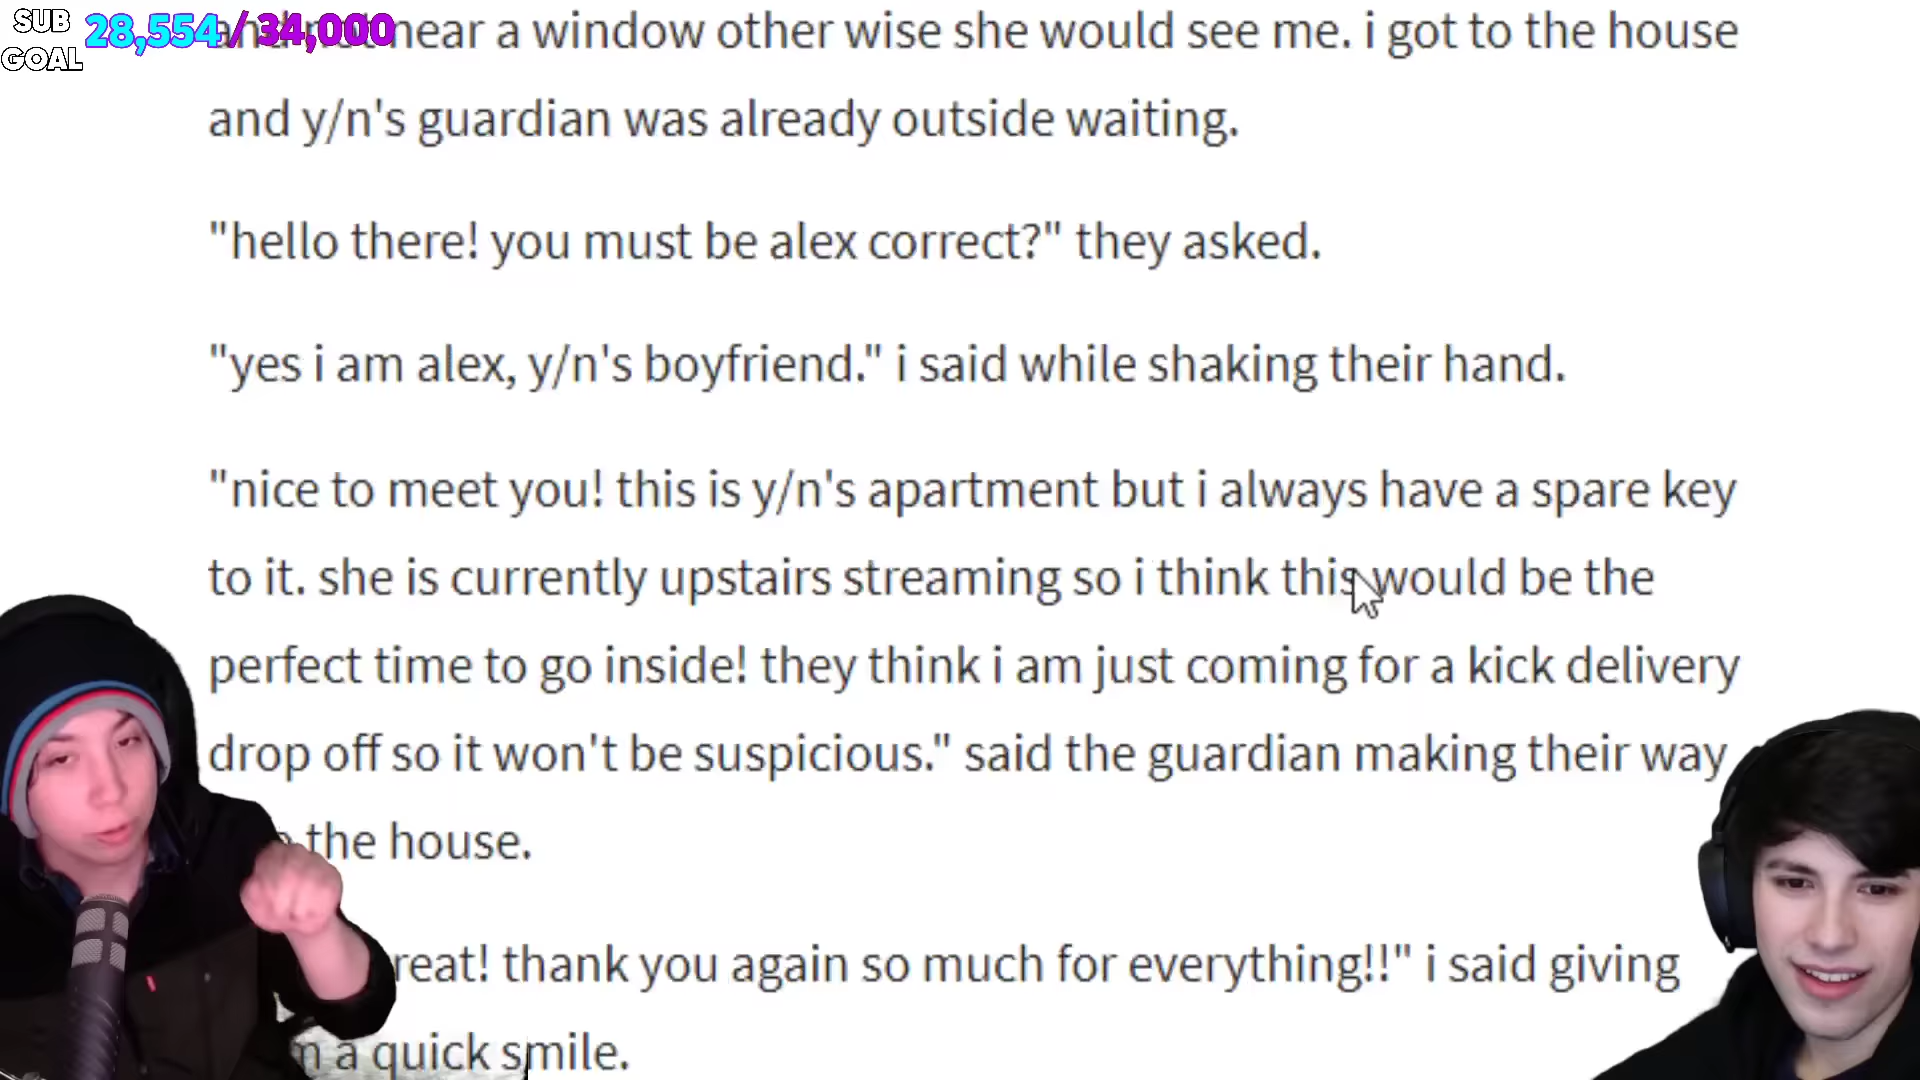 SUB
GOAL
28,554/34,000
near a window other wise she would see me. i got to the house
and y/n's guardian was already outside waiting.
"hello there! you must be alex correct?" they asked.
"yes i am alex, y/n's boyfriend." i said while shaking their hand.
"nice to meet you! this is y/n's apartment but i always have a spare key
to it. she is currently upstairs streaming so i think this would be the
perfect time to go inside! they think i am just coming for a kick delivery
drop off so it won't be suspicious." said the guardian making their way
the house.
thank you again so much for everything!!" i said giving
a quick smile.